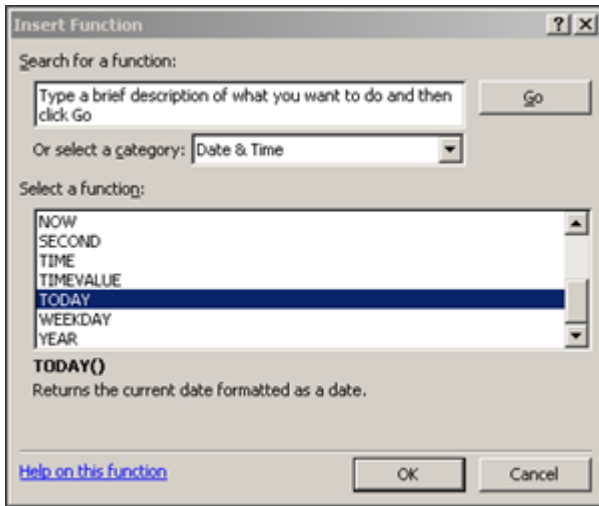 Insert Function
Search for a function:
Type a brief description of what you want to do and then
click Go
Go
Or select a category: Date & Time
Select a function:
NOW
SECOND
TIME
TIMEVALUE
TODAY
WEEKDAY
YEAR
TODAY()
Returns the current date formatted as a date.
Help on this function
OK
Cancel